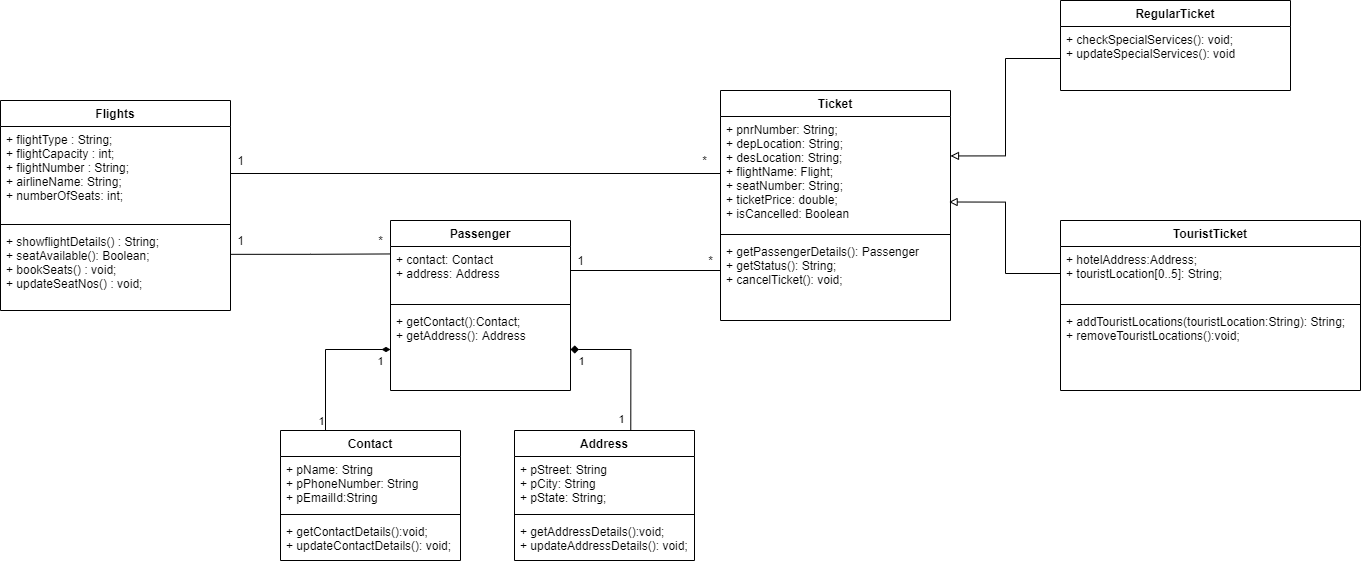 RegularTicket
+ checkSpecialServices(): void;
+ updateSpecialServices(): void
Flights
+ flightType : String;
+ flightCapacity : int;
+ flightNumber : String;
+ airlineName: String;
+ numberOfSeats: int;
+ showflightDetails() : String;
+ seatAvailable(): Boolean;
+ bookSeats() : void;
+ updateSeatNos() : void;
1
*
1
*
Ticket
+ pnrNumber: String;
+ depLocation: String;
+ desLocation: String;
+ flightName: Flight;
+ seatNumber: String;
+ ticketPrice: double;
+ isCancelled: Boolean
+ getPassengerDetails(): Passenger
+ getStatus(): String;
+ cancelTicket(): void;
Passenger
+ contact: Contact
+ address: Address
+ getContact():Contact;
+ getAddress(): Address
1
*
TouristTicket
+ hotelAddress:Address;
+ touristLocation[0..5]: String;
+ addTouristLocations(touristLocation:String): String;
+ removeTouristLocations():void;
1
1
1
1
Contact
+ pName: String
+ pPhoneNumber: String
+ pEmailId:String
+ getContactDetails():void;
+ updateContactDetails(): void;
Address
+ pStreet: String
+ pCity: String
+ pState: String;
+ getAddressDetails():void;
+ updateAddressDetails(): void;